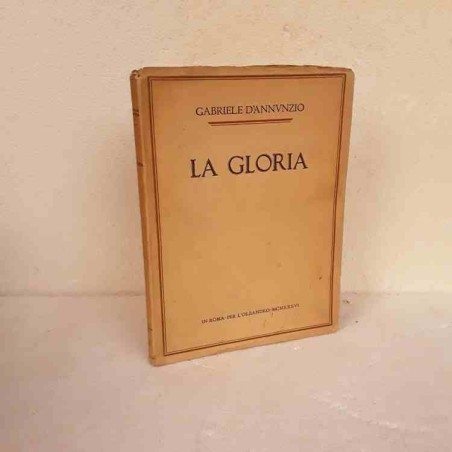 GABRIELE D'ANNVNZIO
LA GLORIA
IN ROMA · PER L'OLEANDRO · MCMXXXVI